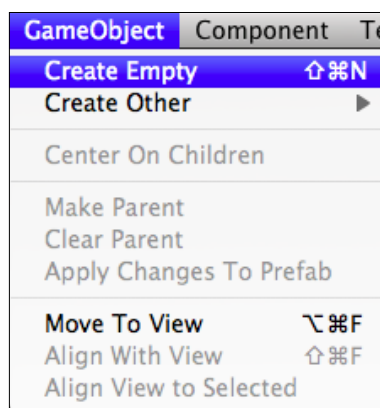 GameObject Component
Create Empty ⇧⌘N
Create Other ▶
Center On Children
Make Parent
Clear Parent
Apply Changes To Prefab
Move To View ⌥⌘F
Align With View ⇧⌘F
Align View to Selected